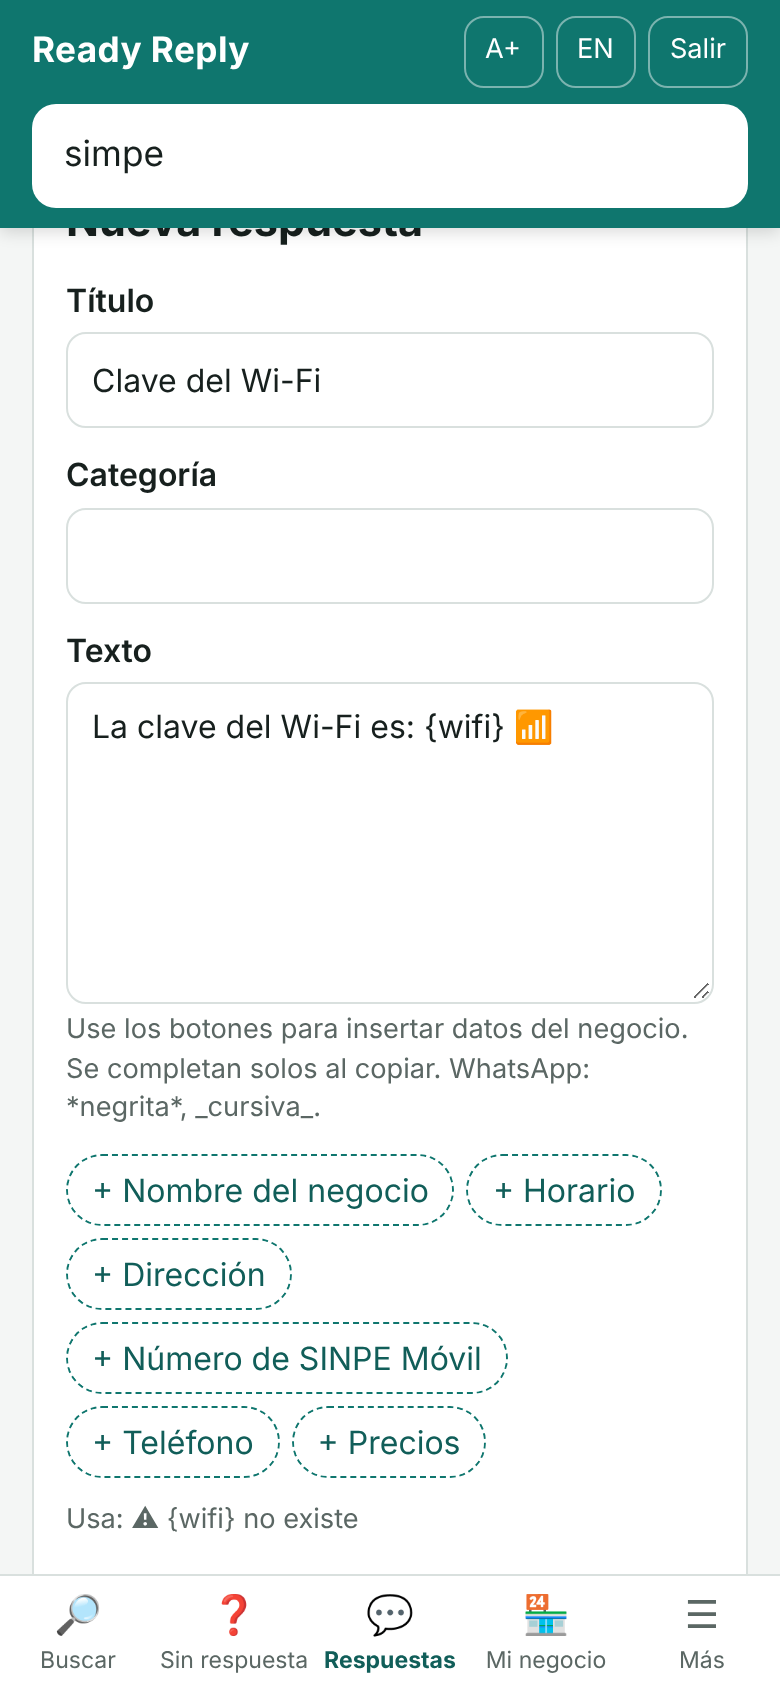 Ready Reply
A+
EN
Salir
simpe
Nueva respuesta
Título
Clave del Wi-Fi
Categoría
Texto
La clave del Wi-Fi es: {wifi} 📶
Use los botones para insertar datos del negocio.
Se completan solos al copiar. WhatsApp:
*negrita*, _cursiva_.
+ Nombre del negocio
+ Horario
+ Dirección
+ Número de SINPE Móvil
+ Teléfono
+ Precios
Usa: ⚠ {wifi} no existe
24
Buscar
Sin respuesta
Respuestas
Mi negocio
Más